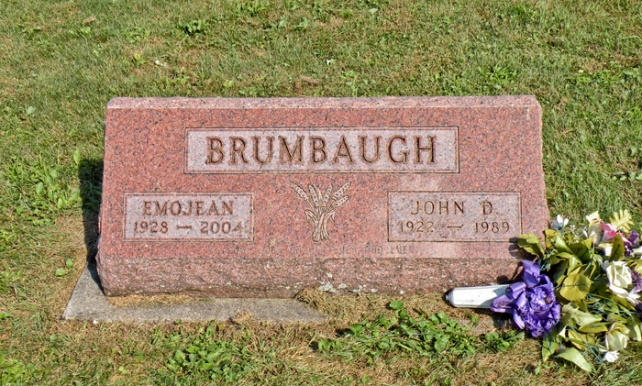 BRUMBAUGH
EMOJEAN
1928 — 2004
JOHN D.
1922 — 1989